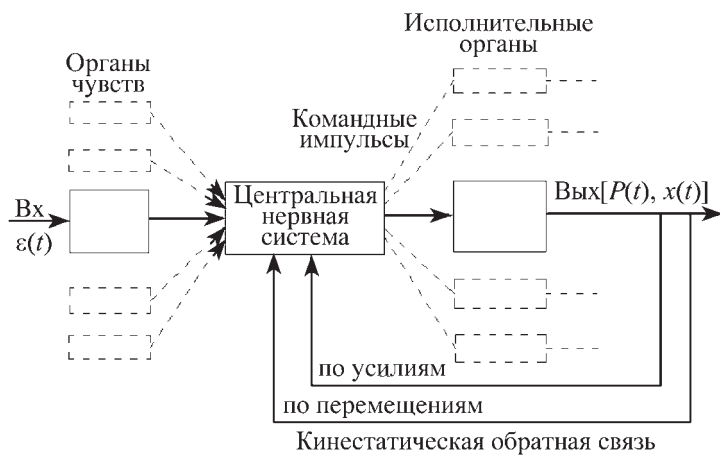 Исполнительные
органы
Органы
чувств
Командные
импульсы
Вх
ε(t)
Центральная
нервная
система
Вых[P(t), x(t)]
по усилиям
по перемещениям
Кинестатическая обратная связь